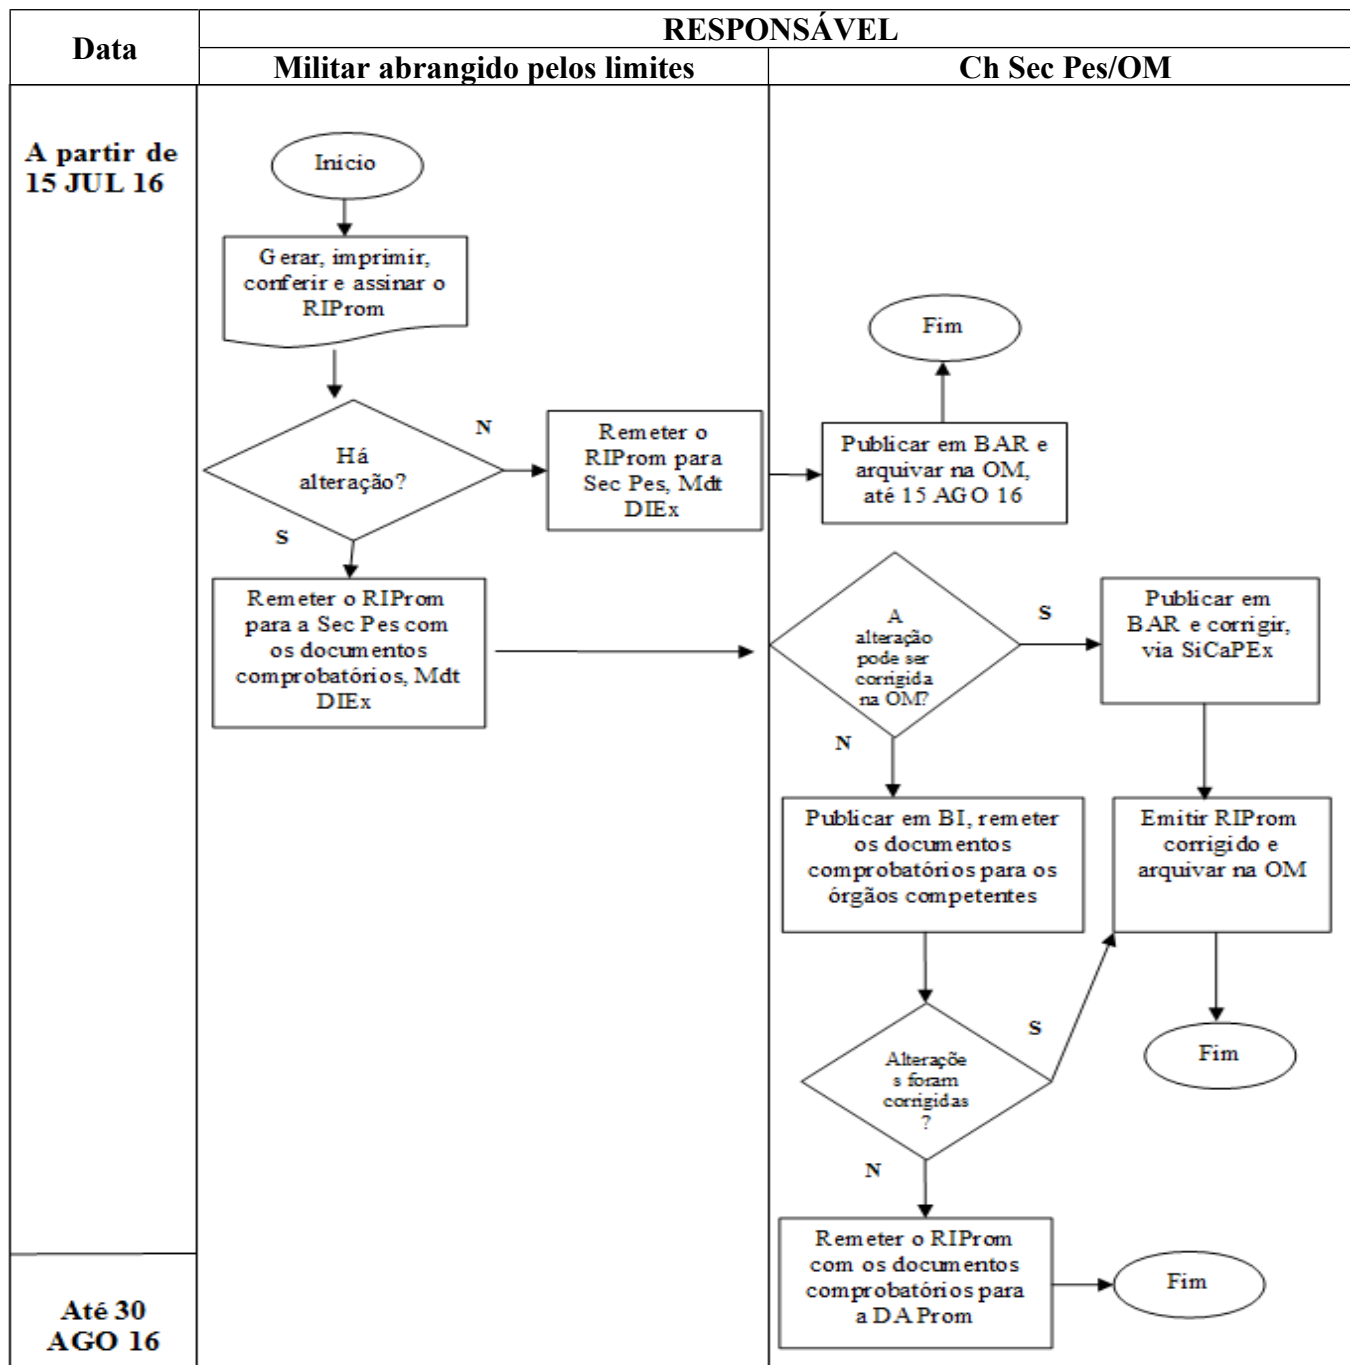 Data
RESPONSÁVEL
Militar abrangido pelos limites
Ch Sec Pes/OM
A partir de
15 JUL 16
Início
Gerar, imprimir,
conferir e assinar o
RIProm
Há
alteração?
N
S
Remeter o
RIProm para
Sec Pes, Mdt
DIEx
Publicar em BAR e
arquivar na OM,
até 15 AGO 16
Fim
Remeter o RIProm
para a Sec Pes com
os documentos
comprobatórios, Mdt
DIEx
A
alteração
pode ser
corrigida
na OM?
S
N
Publicar em
BAR e corrigir,
via SiCaPEx
Publicar em BI, remeter
os documentos
comprobatórios para os
órgãos competentes
Emitir RIProm
corrigido e
arquivar na OM
Alteraçõe
s foram
corrigidas
?
S
N
Fim
Remeter o RIProm
com os documentos
comprobatórios para
a DA Prom
Fim
Até 30
AGO 16